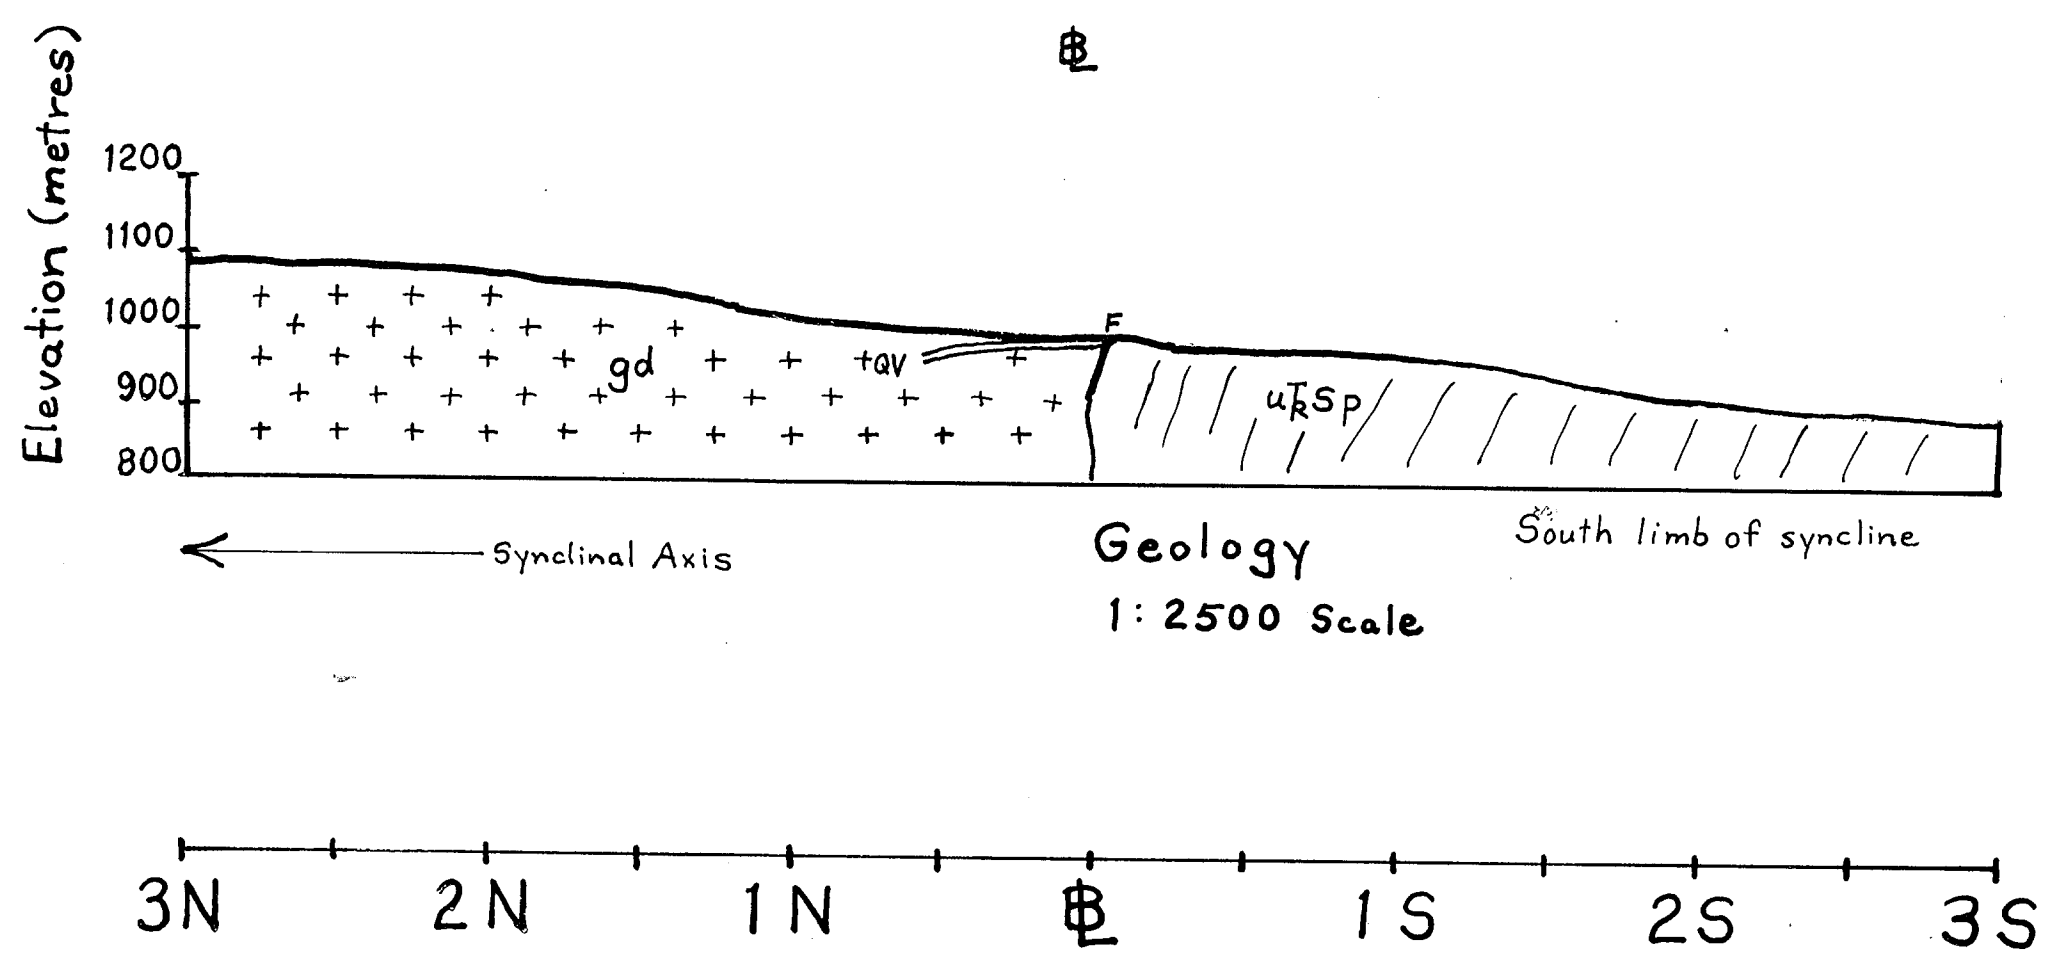 BL
Elevation (metres)
1200
1100
1000
900
800
F
gd
QV
uTRSp
Synclinal Axis
South limb of syncline
Geology
1:2500 Scale
3N 2N 1N BL 1S 2S 3S